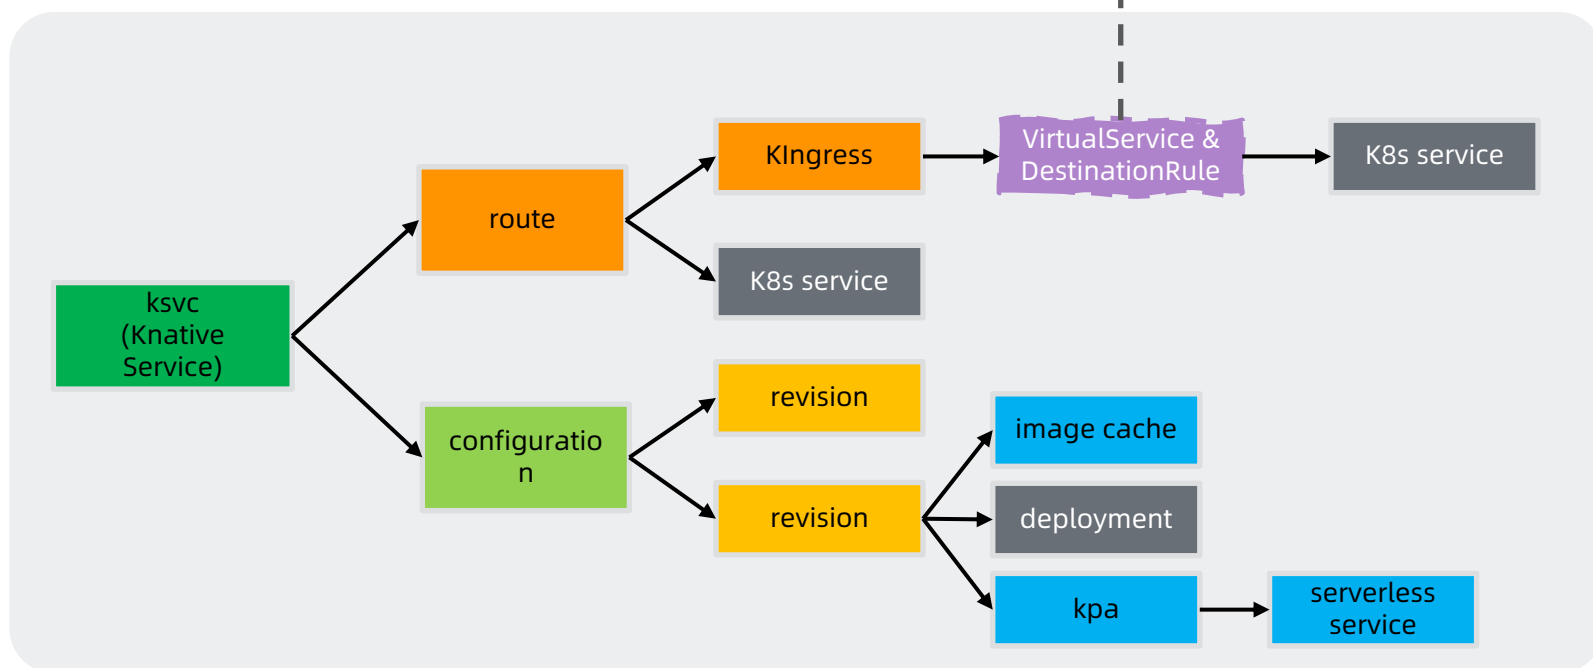 VirtualService &
DestinationRule
KIngress
K8s service
route
K8s service
ksvc
(Knative
Service)
revision
configuratio
n
image cache
revision
deployment
kpa
serverless
service